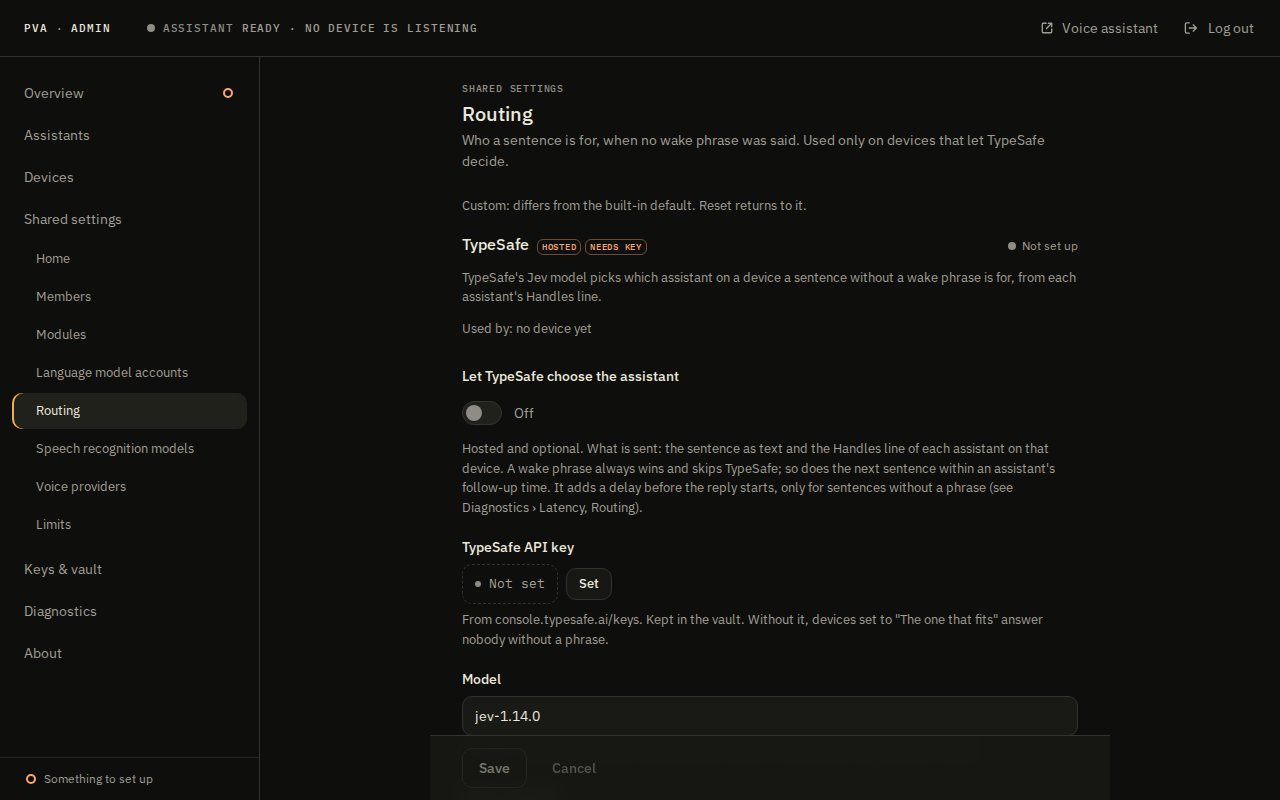 PVA · ADMIN
ASSISTANT READY · NO DEVICE IS LISTENING
Voice assistant
Log out
Overview
Assistants
Devices
Shared settings
Home
Members
Modules
Language model accounts
Routing
Speech recognition models
Voice providers
Limits
Keys & vault
Diagnostics
About
Something to set up
SHARED SETTINGS
Routing
Who a sentence is for, when no wake phrase was said. Used only on devices that let TypeSafe
decide.
Custom: differs from the built-in default. Reset returns to it.
TypeSafe HOSTED NEEDS KEY
Not set up
TypeSafe's Jev model picks which assistant on a device a sentence without a wake phrase is for, from each
assistant's Handles line.
Used by: no device yet
Let TypeSafe choose the assistant
Off
Hosted and optional. What is sent: the sentence as text and the Handles line of each assistant on that
device. A wake phrase always wins and skips TypeSafe; so does the next sentence within an assistant's
follow-up time. It adds a delay before the reply starts, only for sentences without a phrase (see
Diagnostics › Latency, Routing).
TypeSafe API key
Not set
Set
From console.typesafe.ai/keys. Kept in the vault. Without it, devices set to "The one that fits" answer
nobody without a phrase.
Model
jev-1.14.0
Save
Cancel